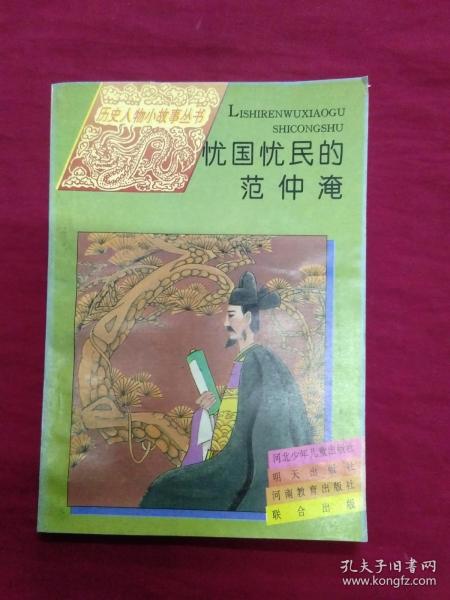 历史人物小故事丛书
LISHIRENWUXIAOGU
SHICONGSHU
忧国忧民的
范仲淹
河北少年儿童出版社
明天出版社
河南教育出版社
联合出版
孔夫子旧书网
www.kongfz.com